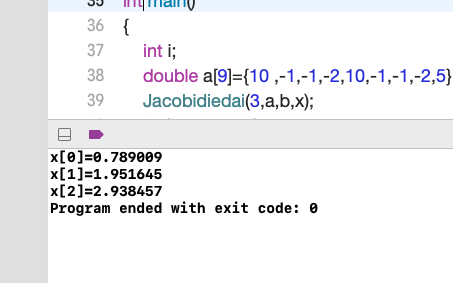 35 int main()
36 {
37 int i;
38 double a[9]={10 ,-1,-1,-2,10,-1,-1,-2,5}
39 Jacobidiedai(3,a,b,x);
x[0]=0.789009
x[1]=1.951645
x[2]=2.938457
Program ended with exit code: 0